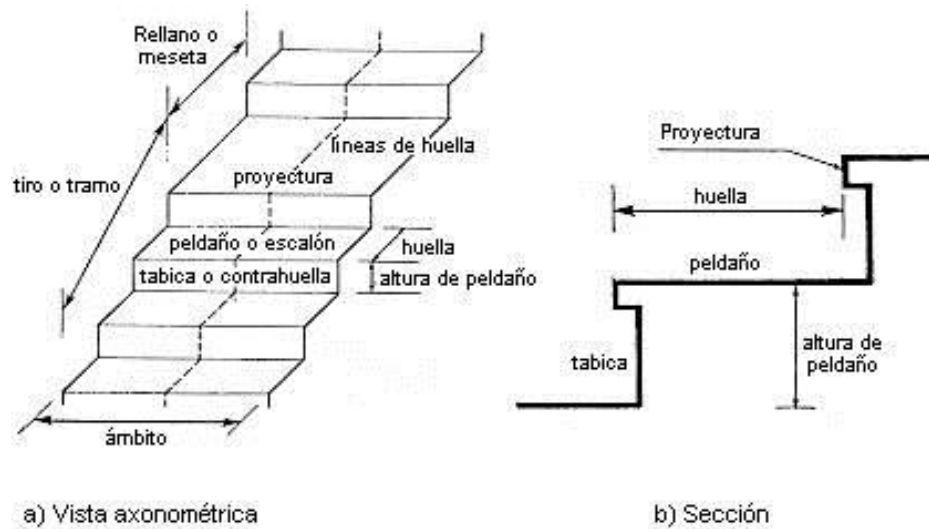 Rellano o
meseta
líneas de huella
proyectura
tiro o tramo
peldaño o escalón
huella
tabica o contrahuella
altura de peldaño
ámbito
a) Vista axonométrica
Proyectura
huella
peldaño
tabica
altura de
peldaño
b) Sección